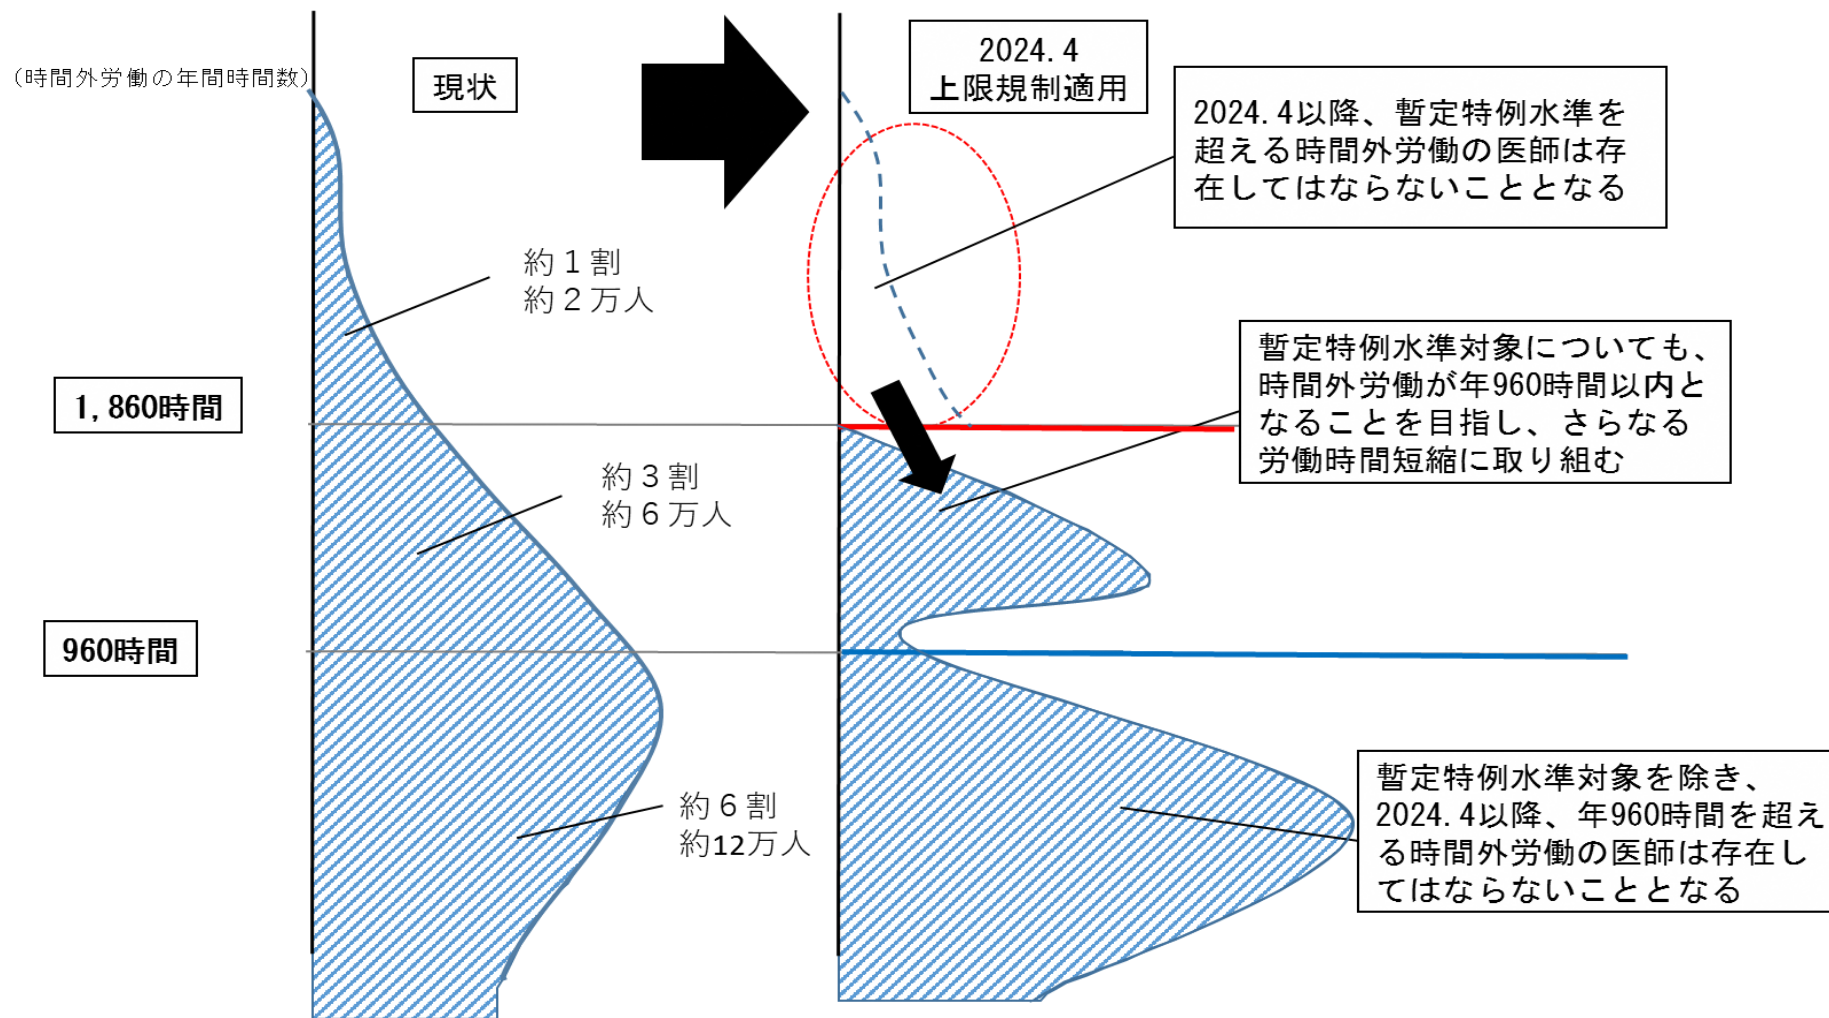 (時間外労働の年間時間数)
現状
2024.4
上限規制適用
2024.4以降、暫定特例水準を
超える時間外労働の医師は存
在してはならないこととなる
約１割
約２万人
1,860時間
暫定特例水準対象についても、
時間外労働が年960時間以内と
なることを目指し、さらなる
労働時間短縮に取り組む
約３割
約６万人
960時間
約６割
約12万人
暫定特例水準対象を除き、
2024.4以降、年960時間を超え
る時間外労働の医師は存在し
てはならないこととなる